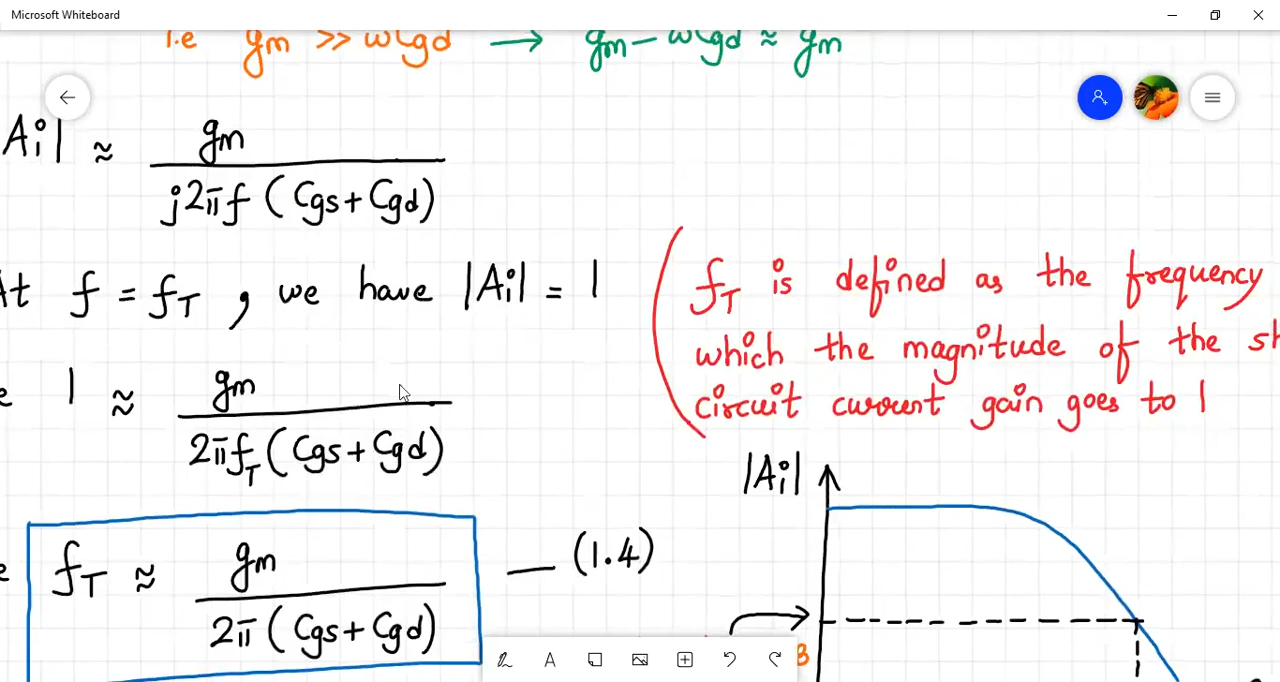 Microsoft Whiteboard
i.e gm >> ωCgd → gm - ωCgd ≈ gm
Ai| ≈ gm / j2πf (Cgs + Cgd)
At f = fT , we have |Ai| = 1
1 ≈ gm / 2πfT (Cgs + Cgd)
fT ≈ gm / 2π (Cgs + Cgd) — (1.4)
(fT is defined as the frequency
which the magnitude of the
circuit current gain goes to 1
|Ai|